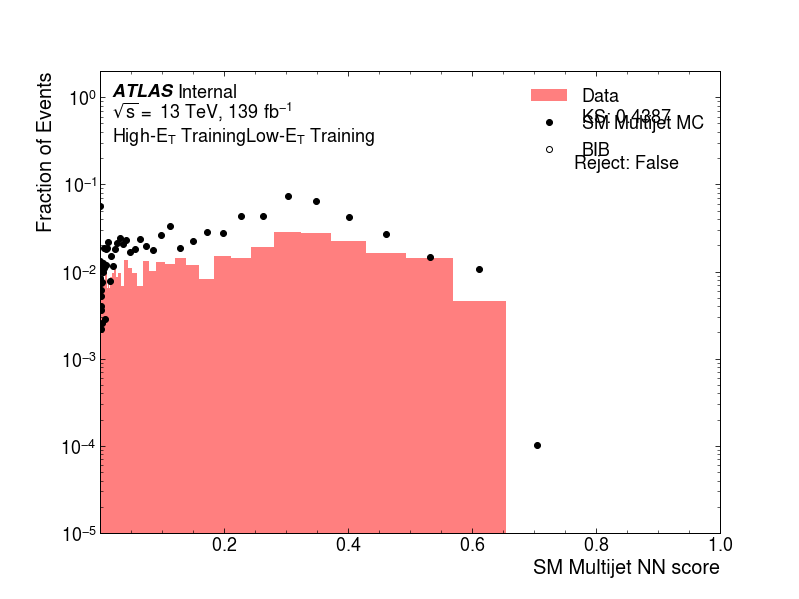 ATLAS Internal
√s = 13 TeV, 139 fb⁻¹
High-E_T TrainingLow-E_T Training
Data
KS: 0.4387
SM Multijet MC
BIB
Reject: False
Fraction of Events
10⁰
10⁻¹
10⁻²
10⁻³
10⁻⁴
10⁻⁵
0.2 0.4 0.6 0.8 1.0
SM Multijet NN score